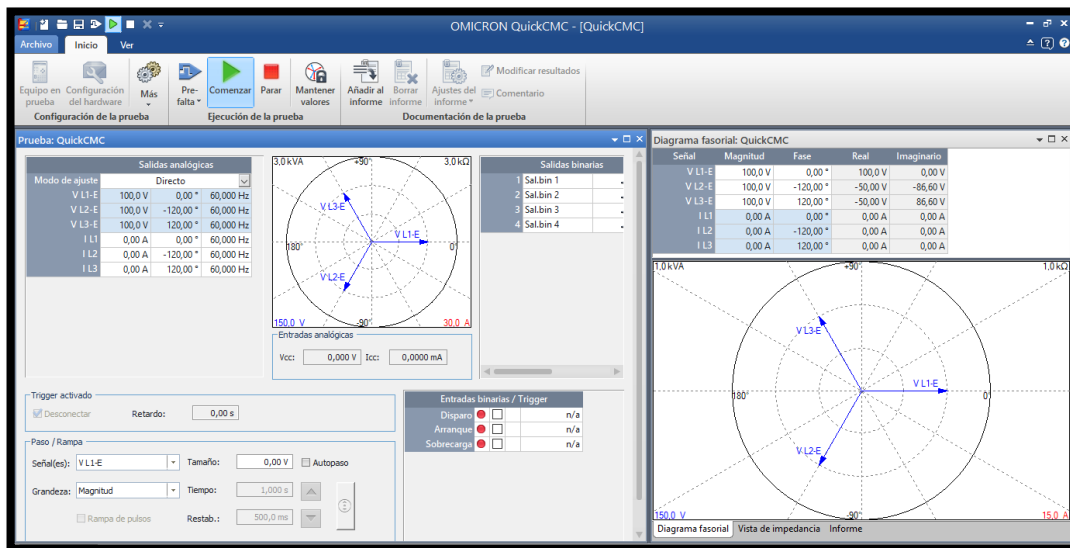 OMICRON QuickCMC - [QuickCMC]
Archivo Inicio Ver
Equipo en prueba
Configuración del hardware
Más
Pre-falta
Comenzar
Parar
Mantener valores
Añadir al informe
Borrar informe
Ajustes del informe
Modificar resultados
Comentario
Configuración de la prueba
Ejecución de la prueba
Documentación de la prueba
Prueba: QuickCMC
Salidas analógicas
Modo de ajuste Directo
V L1-E 100,0 V 0,00 ° 60,000 Hz
V L2-E 100,0 V -120,00 ° 60,000 Hz
V L3-E 100,0 V 120,00 ° 60,000 Hz
I L1 0,00 A 0,00 ° 60,000 Hz
I L2 0,00 A -120,00 ° 60,000 Hz
I L3 0,00 A 120,00 ° 60,000 Hz
3,0 kVA +90° 3,0 kΩ
V L3-E
V L1-E
180° 0°
V L2-E
150,0 V -90° 30,0 A
Entradas analógicas
Vcc: 0,000 V Icc: 0,0000 mA
Salidas binarias
1 Sal.bin 1
2 Sal.bin 2
3 Sal.bin 3
4 Sal.bin 4
Trigger activado
Desconectar Retardo: 0,00 s
Entradas binarias / Trigger
Disparo n/a
Arranque n/a
Sobrecarga n/a
Paso / Rampa
Señal(es): V L1-E Tamaño: 0,00 V Autopaso
Grandeza: Magnitud Tiempo: 1,000 s
Rampa de pulsos Restab.: 500,0 ms
Diagrama fasorial: QuickCMC
Señal Magnitud Fase Real Imaginario
V L1-E 100,0 V 0,00 ° 100,0 V 0,00 V
V L2-E 100,0 V -120,00 ° -50,00 V -86,60 V
V L3-E 100,0 V 120,00 ° -50,00 V 86,60 V
I L1 0,00 A 0,00 ° 0,00 A 0,00 A
I L2 0,00 A -120,00 ° 0,00 A 0,00 A
I L3 0,00 A 120,00 ° 0,00 A 0,00 A
1,0 kVA +90° 1,0 kΩ
V L3-E
V L1-E
180° 0°
V L2-E
150,0 V -90° 15,0 A
Diagrama fasorial Vista de impedancia Informe